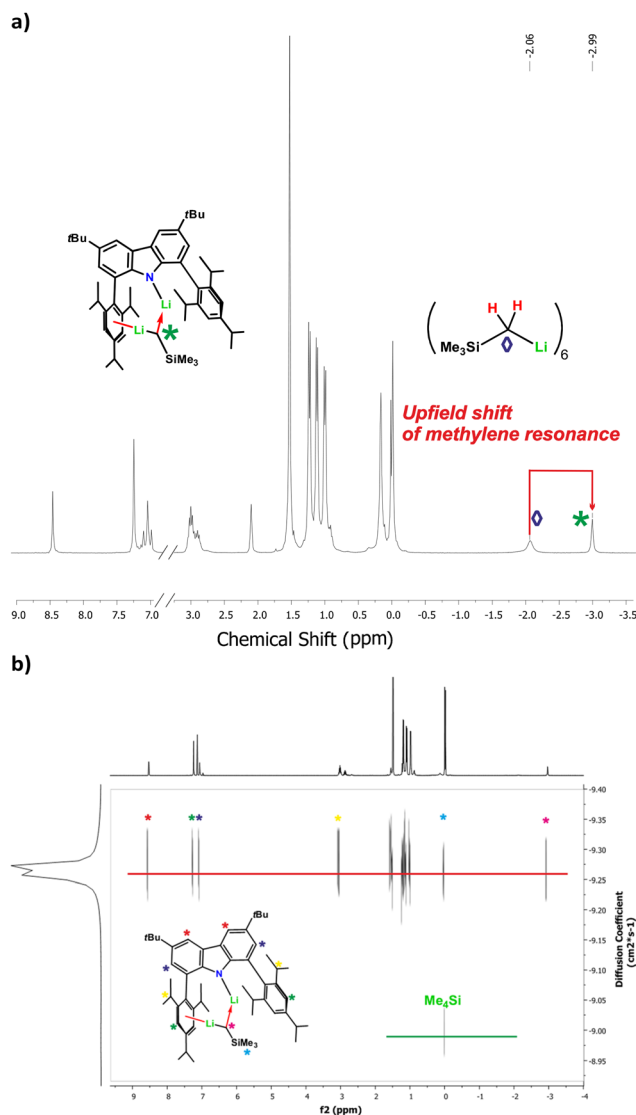 a)
-2.06
-2.99
tBu
tBu
N
Li
Li
*
SiMe3
H H
Me3Si
Li
6
Upfield shift
of methylene resonance
*
9.0 8.5 8.0 7.5 7.0 3.0 2.5 2.0 1.5 1.0 0.5 0.0 -0.5 -1.0 -1.5 -2.0 -2.5 -3.0 -3.5
Chemical Shift (ppm)
b)
-9.40
-9.35
-9.30
-9.25
-9.20
-9.15
-9.10
-9.05
-9.00
-8.95
Diffusion Coefficient
(cm2*s-1)
* * * * * *
tBu
tBu
N
Li
Li
SiMe3
Me4Si
9 8 7 6 5 4 3 2 1 0 -1 -2 -3 -4
f2 (ppm)